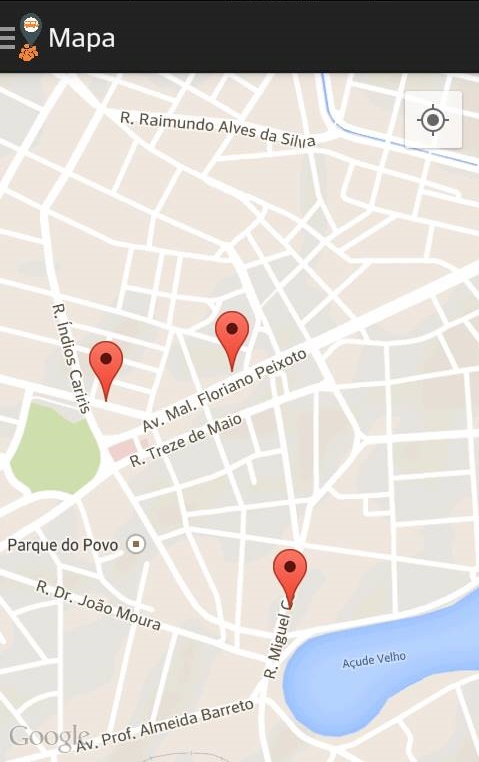 Mapa
R. Raimundo Alves da Silva
R. Índios Cariris
Av. Mal. Floriano Peixoto
R. Treze de Maio
Parque do Povo
R. Dr. João Moura
R. Miguel
Açude Velho
Av. Prof. Almeida Barreto
Google